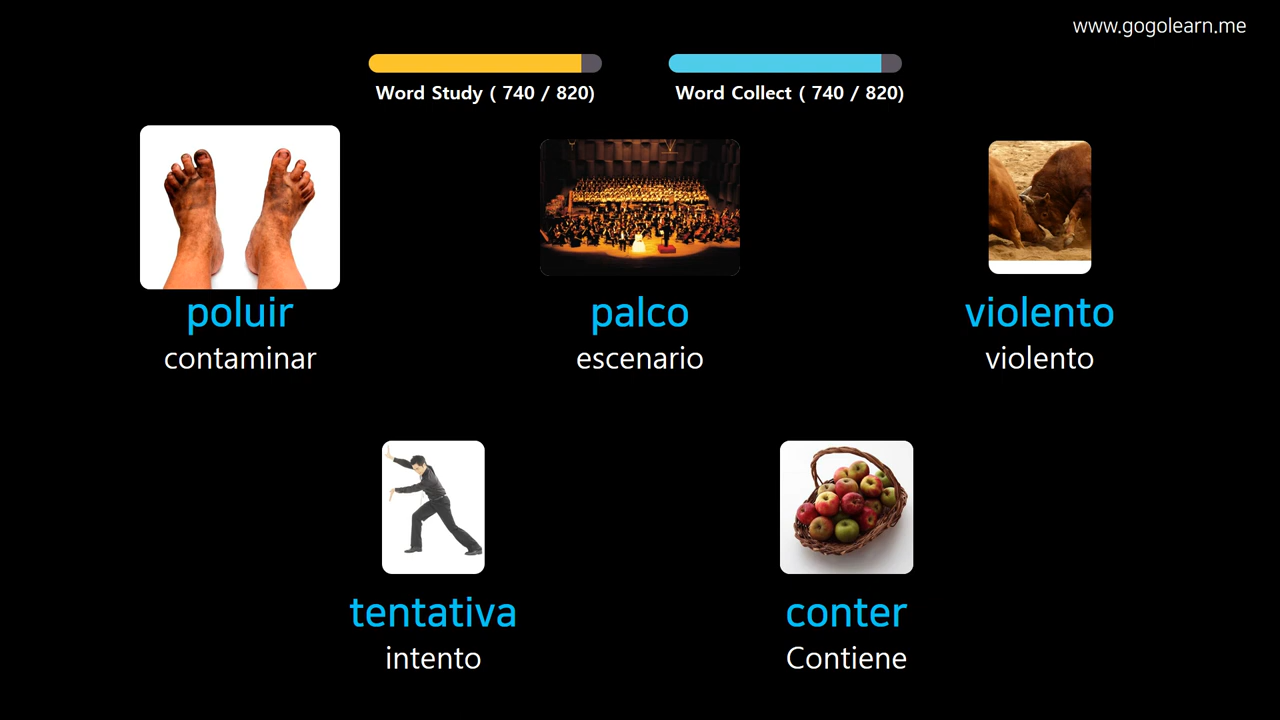 www.gogolearn.me
Word Study ( 740 / 820)
Word Collect ( 740 / 820)
poluir
contaminar
palco
escenario
violento
violento
tentativa
intento
conter
Contiene